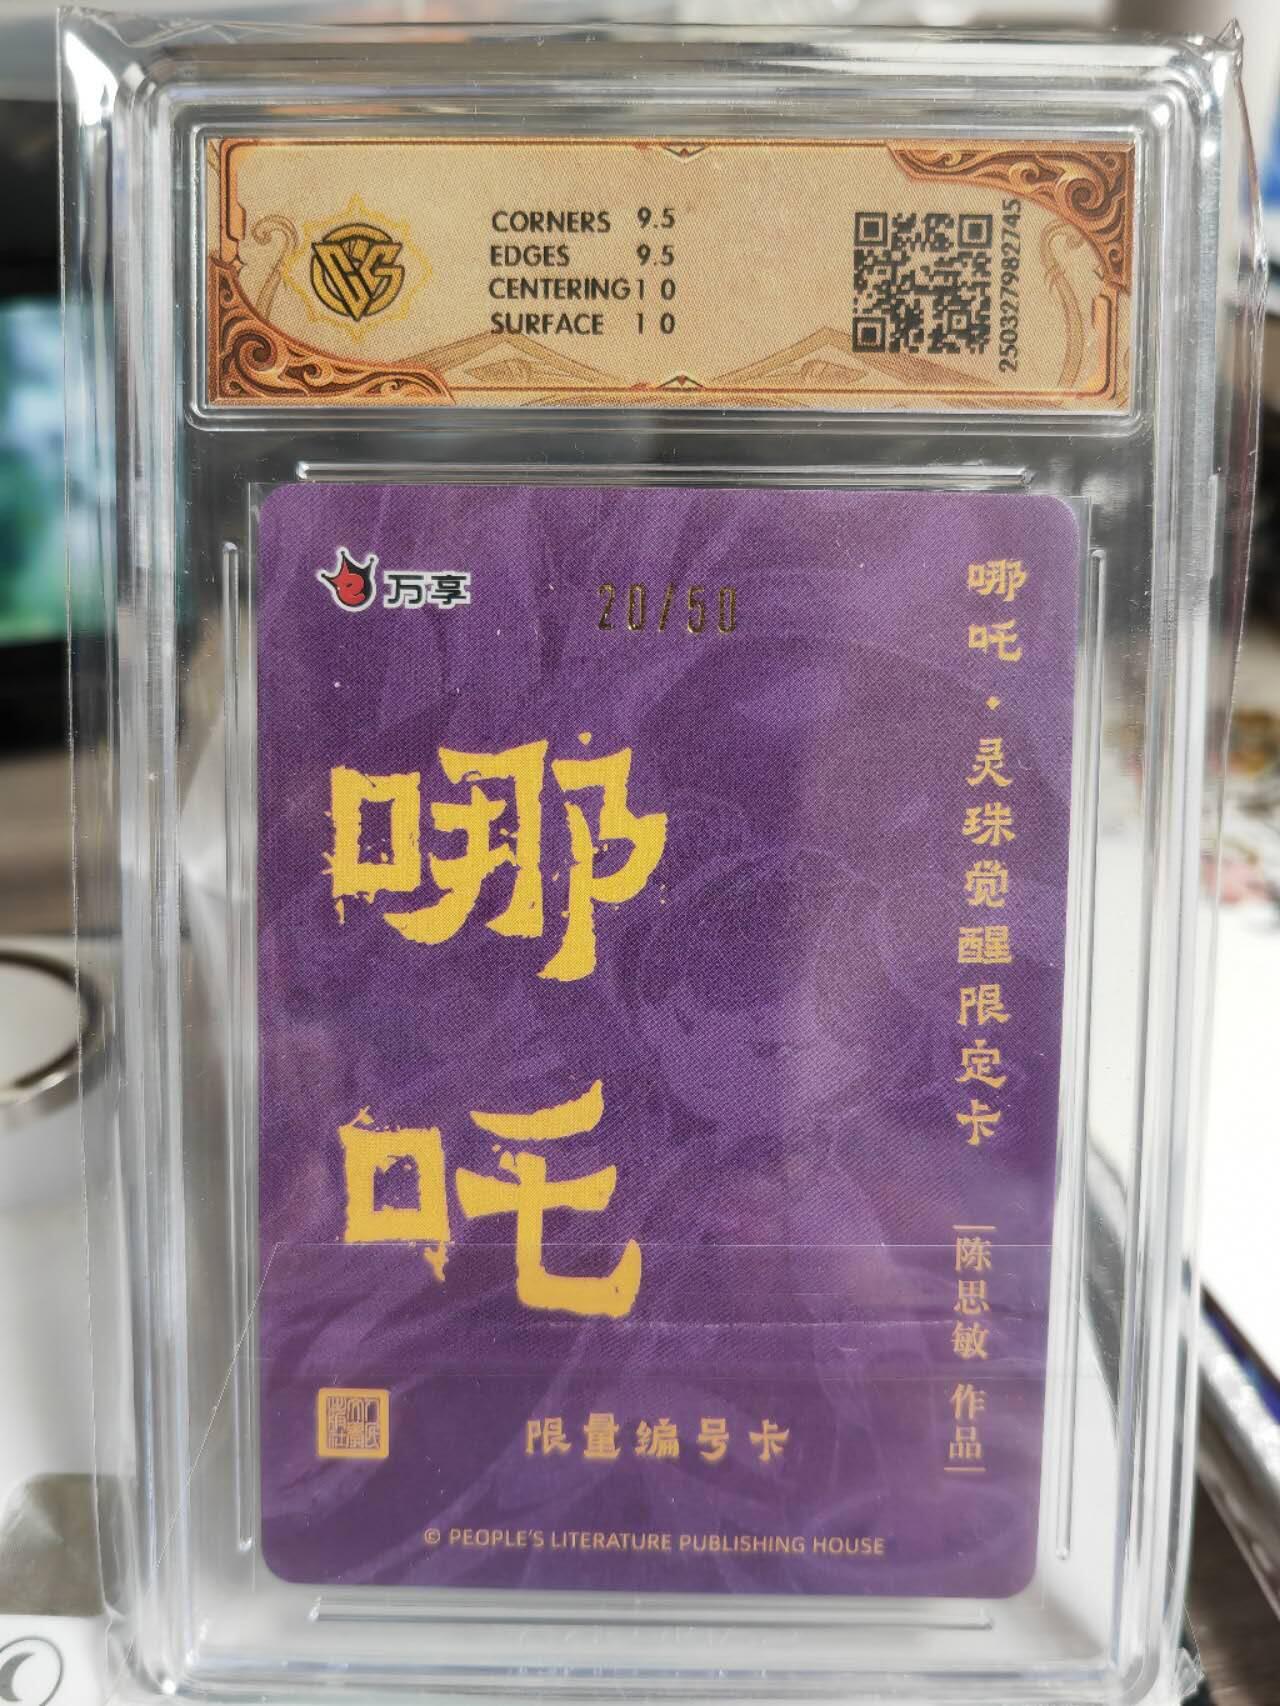 CORNERS 9.5
EDGES 9.5
CENTERING 10
SURFACE 10
250327982745
万享
20/50
哪吒·灵珠觉醒限定卡
陈思敏 作品
哪
吒
限量编号卡
© PEOPLE'S LITERATURE PUBLISHING HOUSE